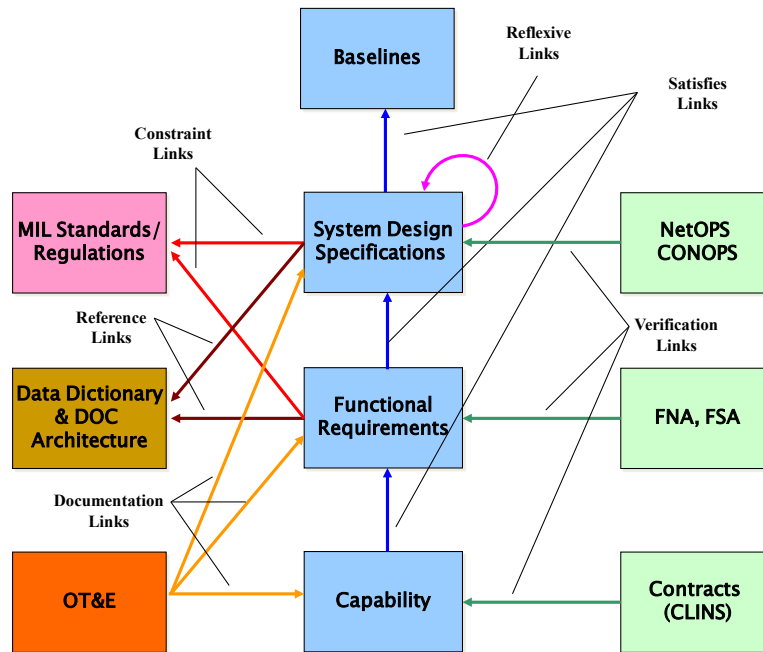 Reflexive
Links
Baselines
Satisfies
Links
Constraint
Links
MIL Standards/
Regulations
System Design
Specifications
NetOPS
CONOPS
Reference
Links
Verification
Links
Data Dictionary
& DOC
Architecture
Functional
Requirements
FNA, FSA
Documentation
Links
OT&E
Capability
Contracts
(CLINS)